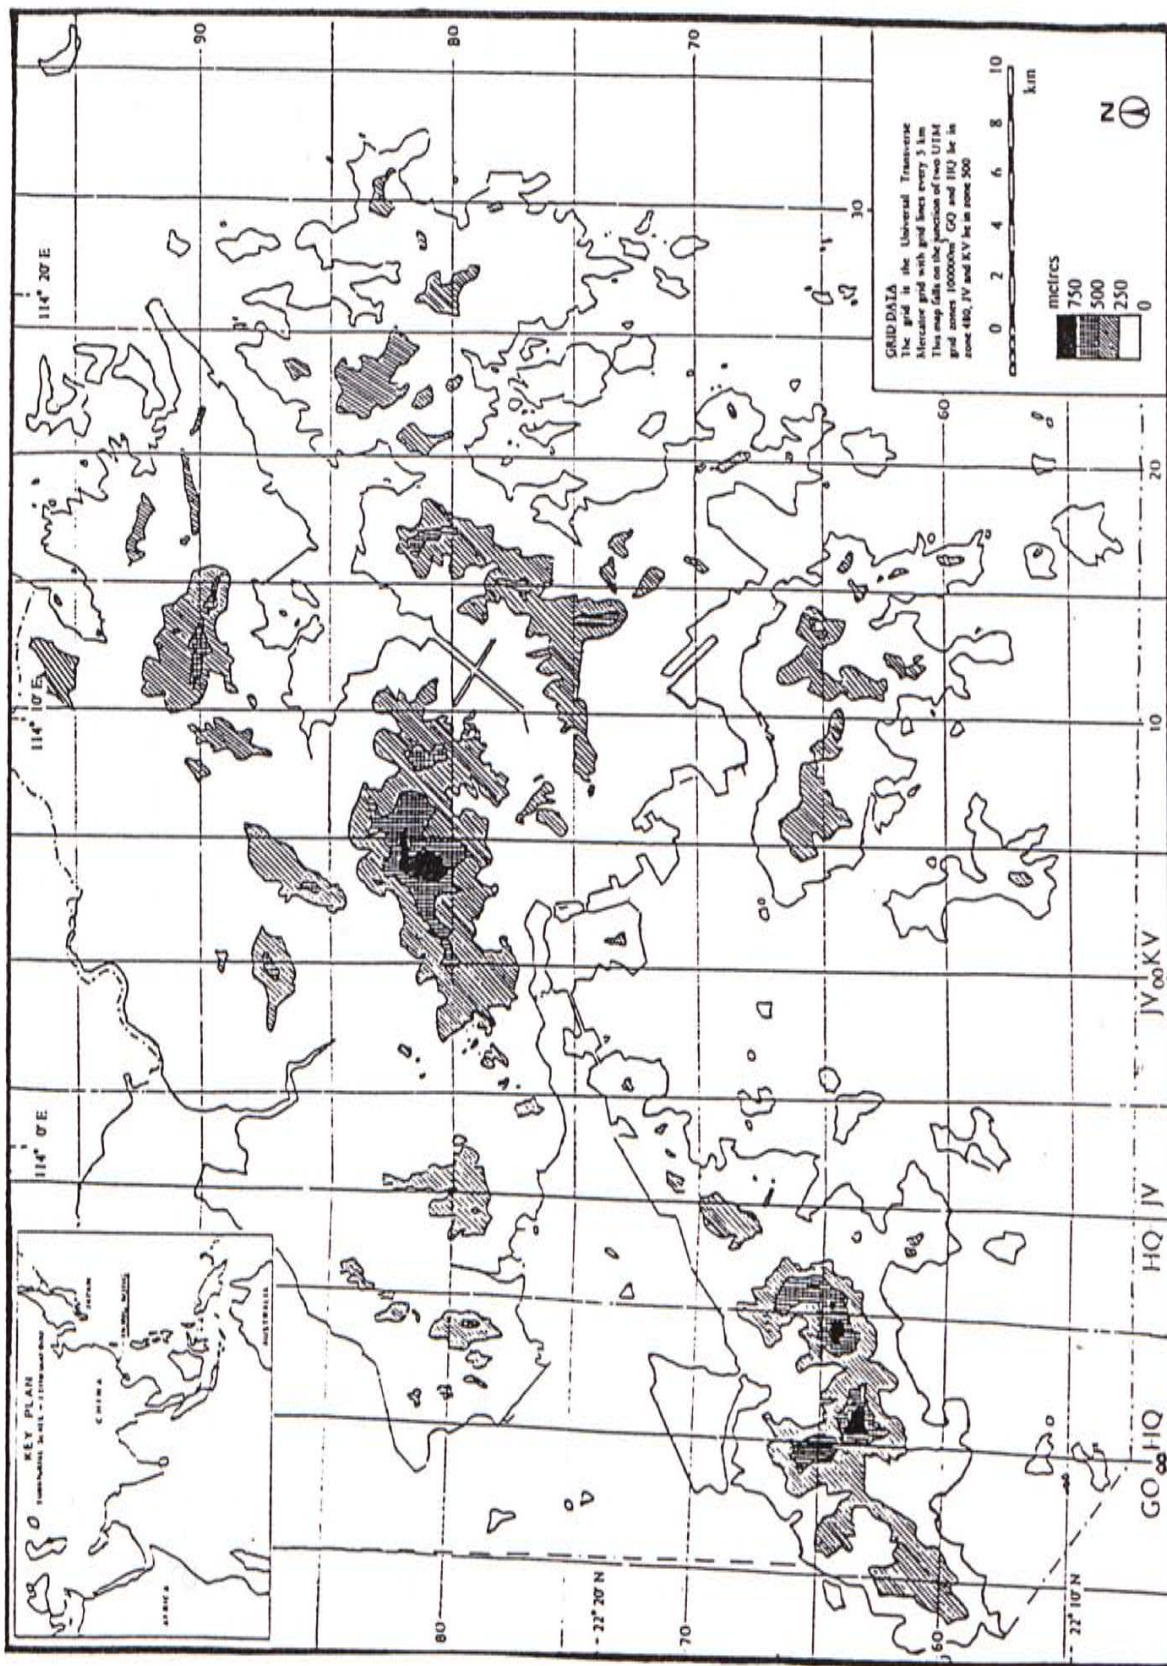 KEY PLAN
CHINA
JAPAN
HONG KONG
AUSTRALIA
AFRICA
114° 0' E
114° 10' E
114° 20' E
90
80
70
60
80
70
60
22° 20' N
22° 10' N
30
20
10
GO
00
HQ
HQ
JV
JV
00
KV
GRID DATA
The grid is the Universal Transverse
Mercator grid with grid lines every 5 km
This map falls on the junction of two UTM
grid zones 100000m GQ and HQ lie in
zone 480, JV and KV lie in zone 500
0 2 4 6 8 10
km
metres
750
500
250
0
N